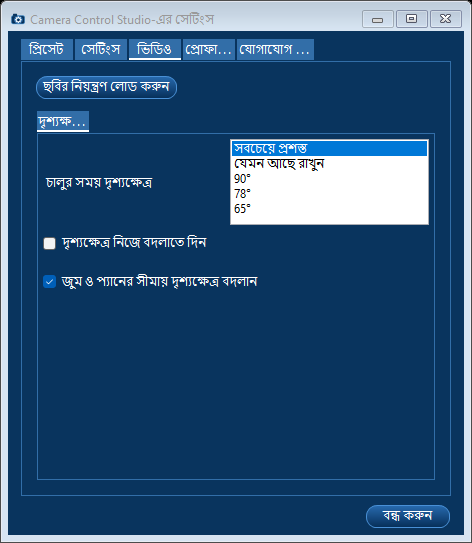 Camera Control Studio-এর সেটিংস
প্রিসেট সেটিংস ভিডিও প্রোফা... যোগাযোগ ...
ছবির নিয়ন্ত্রণ লোড করুন
দৃশ্যক্ষ...
সবচেয়ে প্রশস্ত
যেমন আছে রাখুন
চালুর সময় দৃশ্যক্ষেত্র
90°
78°
65°
দৃশ্যক্ষেত্র নিজে বদলাতে দিন
জুম ও প্যানের সীমায় দৃশ্যক্ষেত্র বদলান
বন্ধ করুন